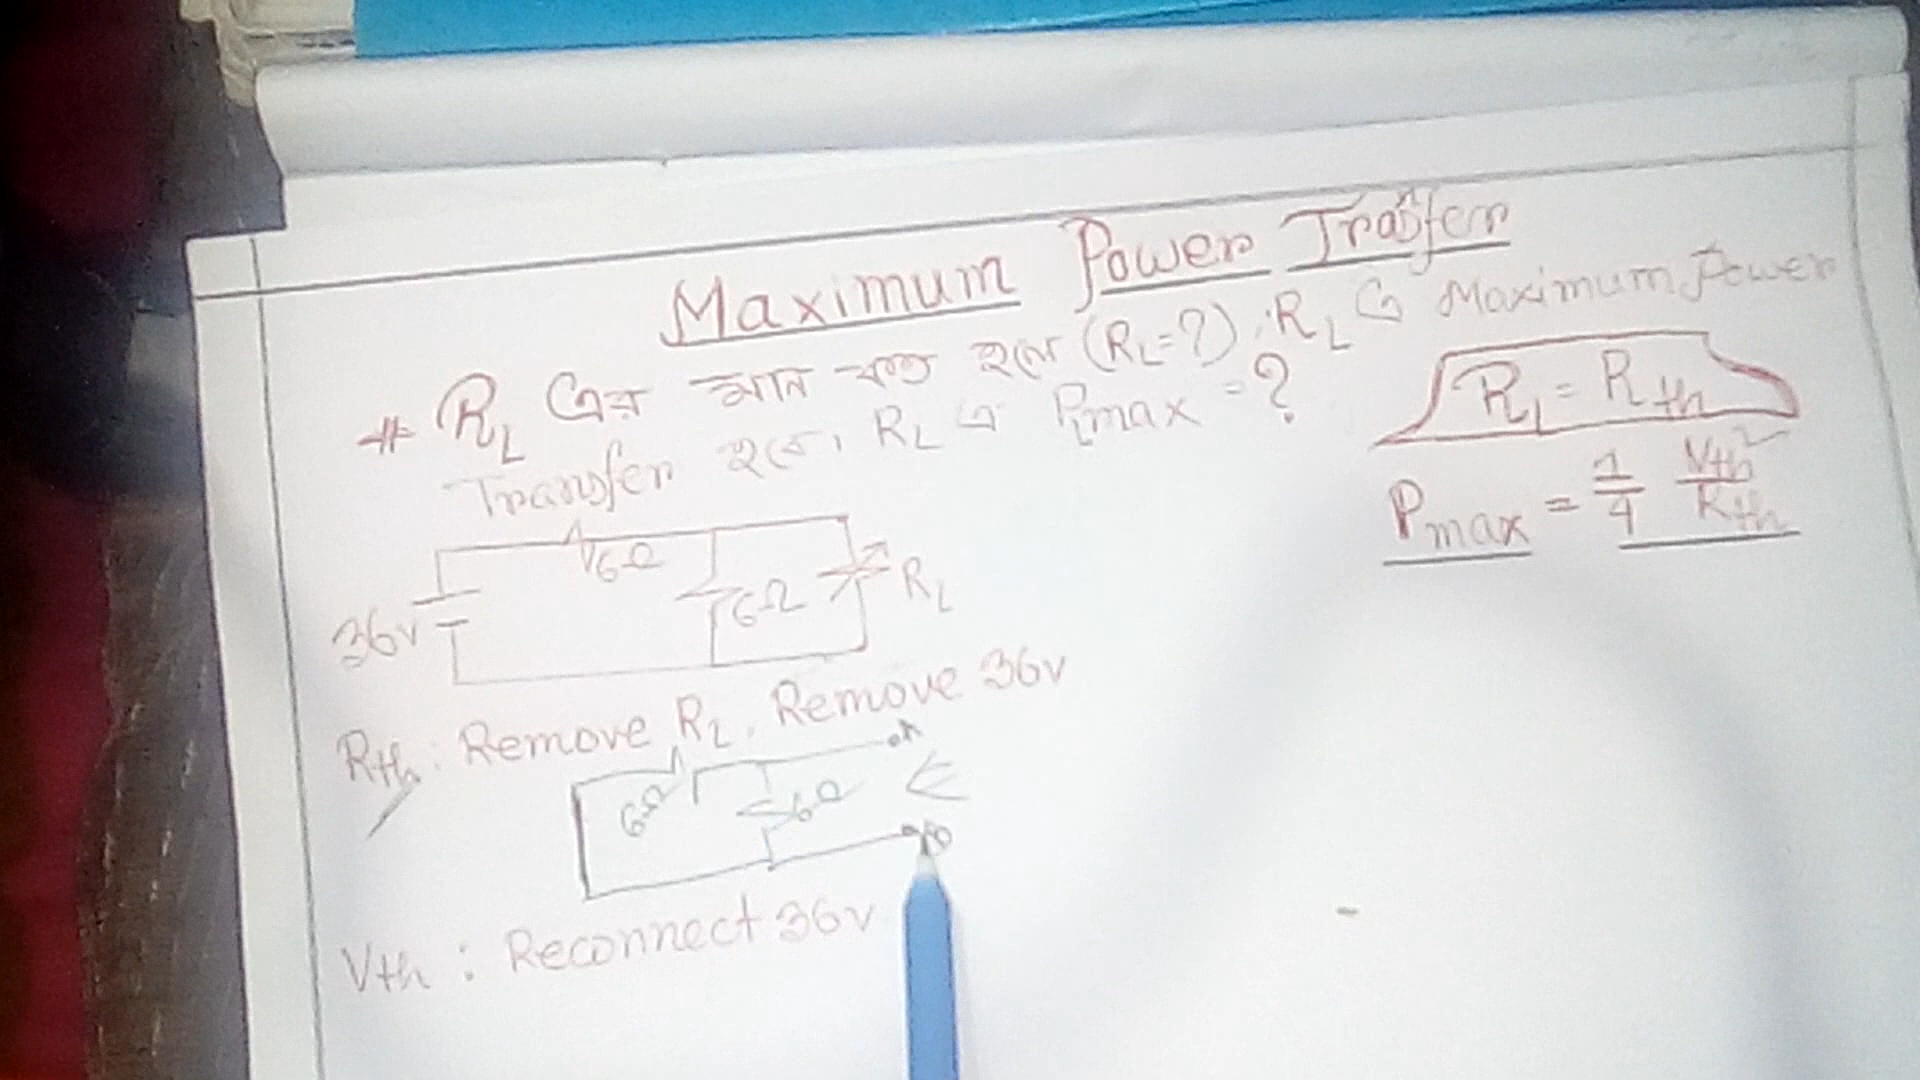 Maximum Power Trasfer
n
# RL এর মান কত হলে (RL=?), RL এ Maximum Power
Transfer হবে, RL এ Pmax = ?
RL = Rth
Pmax = 1/4 Vth²/Rth
6Ω
36v
6Ω
RL
Rth : Remove RL, Remove 36v
A
6Ω
6Ω
B
Vth : Reconnect 36v